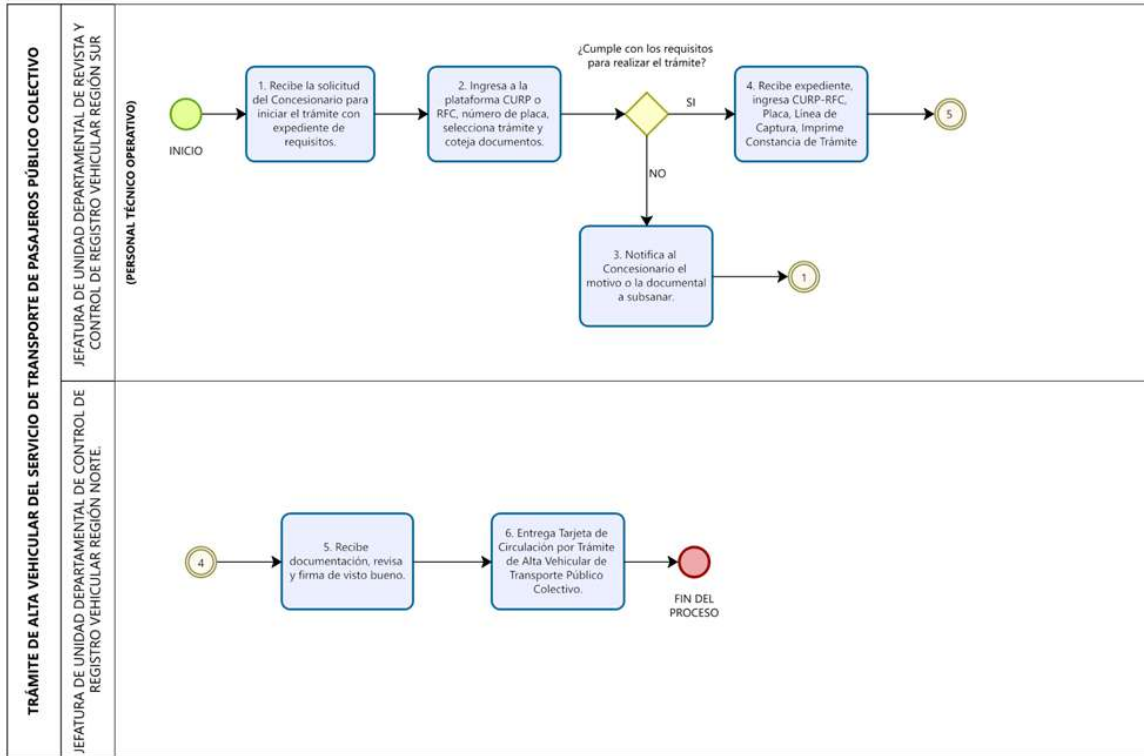 TRÁMITE DE ALTA VEHICULAR DEL SERVICIO DE TRANSPORTE DE PASAJEROS PÚBLICO COLECTIVO
JEFATURA DE UNIDAD DEPARTAMENTAL DE REVISTA Y
CONTROL DE REGISTRO VEHICULAR REGIÓN SUR
(PERSONAL TÉCNICO OPERATIVO)
INICIO
1. Recibe la solicitud
del Concesionario para
iniciar el trámite con
expediente de
requisitos.
2. Ingresa a la
plataforma CURP o
RFC, número de placa,
selecciona trámite y
coteja documentos.
¿Cumple con los requisitos
para realizar el trámite?
SI
4. Recibe expediente,
ingresa CURP-RFC,
Placa, Línea de
Captura, Imprime
Constancia de Trámite
5
NO
3. Notifica al
Concesionario el
motivo o la documental
a subsanar.
1
JEFATURA DE UNIDAD DEPARTAMENTAL DE CONTROL DE
REGISTRO VEHICULAR REGIÓN NORTE.
4
5. Recibe
documentación, revisa
y firma de visto bueno.
6. Entrega Tarjeta de
Circulación por Trámite
de Alta Vehicular de
Transporte Público
Colectivo.
FIN DEL
PROCESO